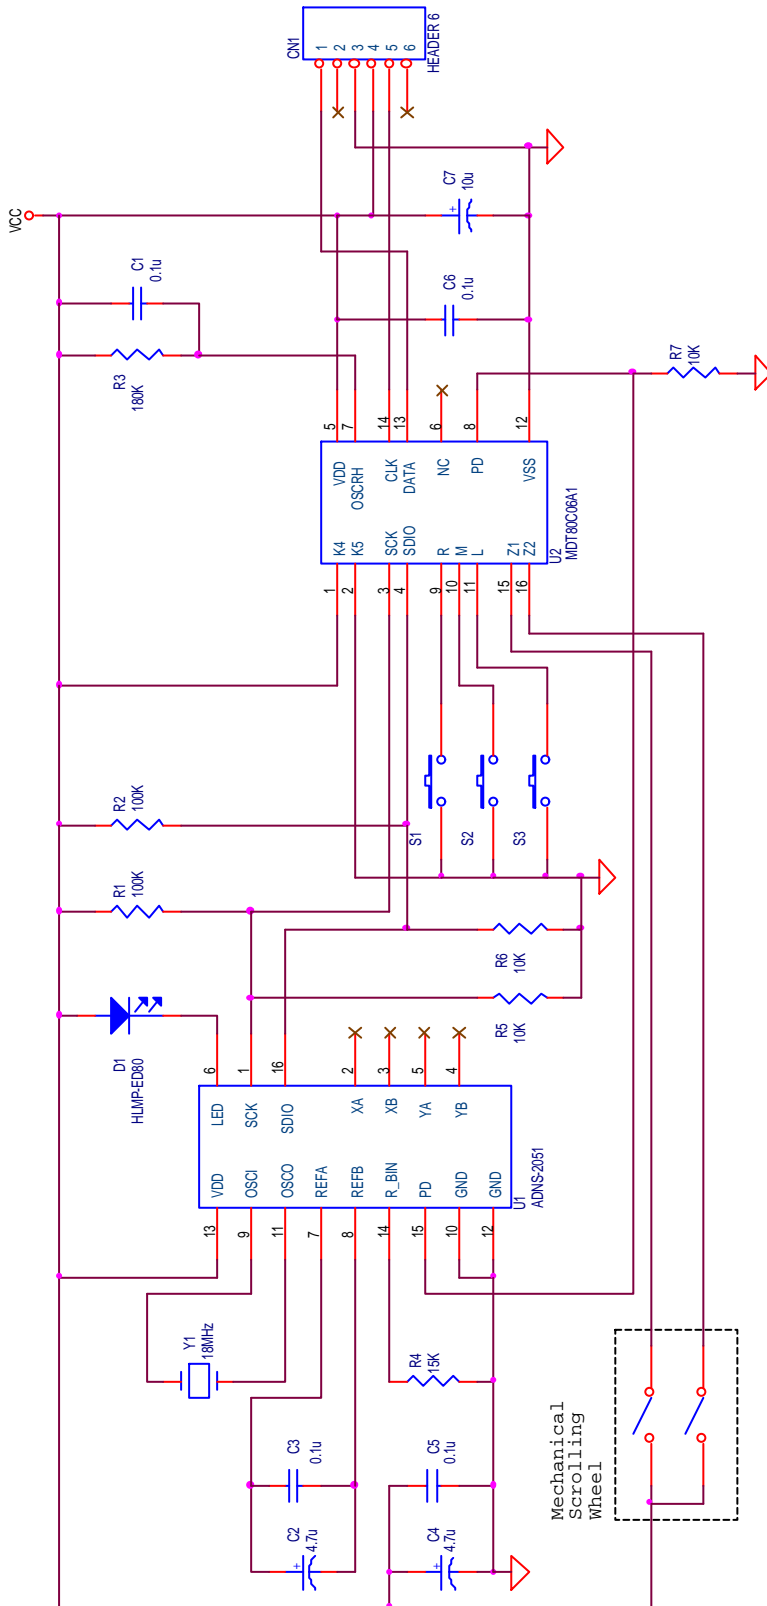 CN1
1
2
3
4
5
6
HEADER 6
VCC
C1
0.1u
R3
180K
C7
10u
C6
0.1u
R7
10K
5
7
14
13
6
8
12
VDD
OSCRH
CLK
DATA
NC
PD
VSS
K4
K5
SCK
SDIO
R
M
L
Z1
Z2
U2
MDT80C06A1
1
2
3
4
9
10
11
15
16
R2
100K
R1
100K
S1
S2
S3
R6
10K
R5
10K
D1
HLMP-ED80
6
1
16
2
3
5
4
LED
SCK
SDIO
XA
XB
YA
YB
VDD
OSCI
OSCO
REFA
REFB
R_BIN
PD
GND
GND
U1
ADNS-2051
13
9
11
7
8
14
15
10
12
Y1
18MHz
R4
15K
C3
0.1u
C5
0.1u
C2
4.7u
C4
4.7u
Mechanical
Scrolling
Wheel